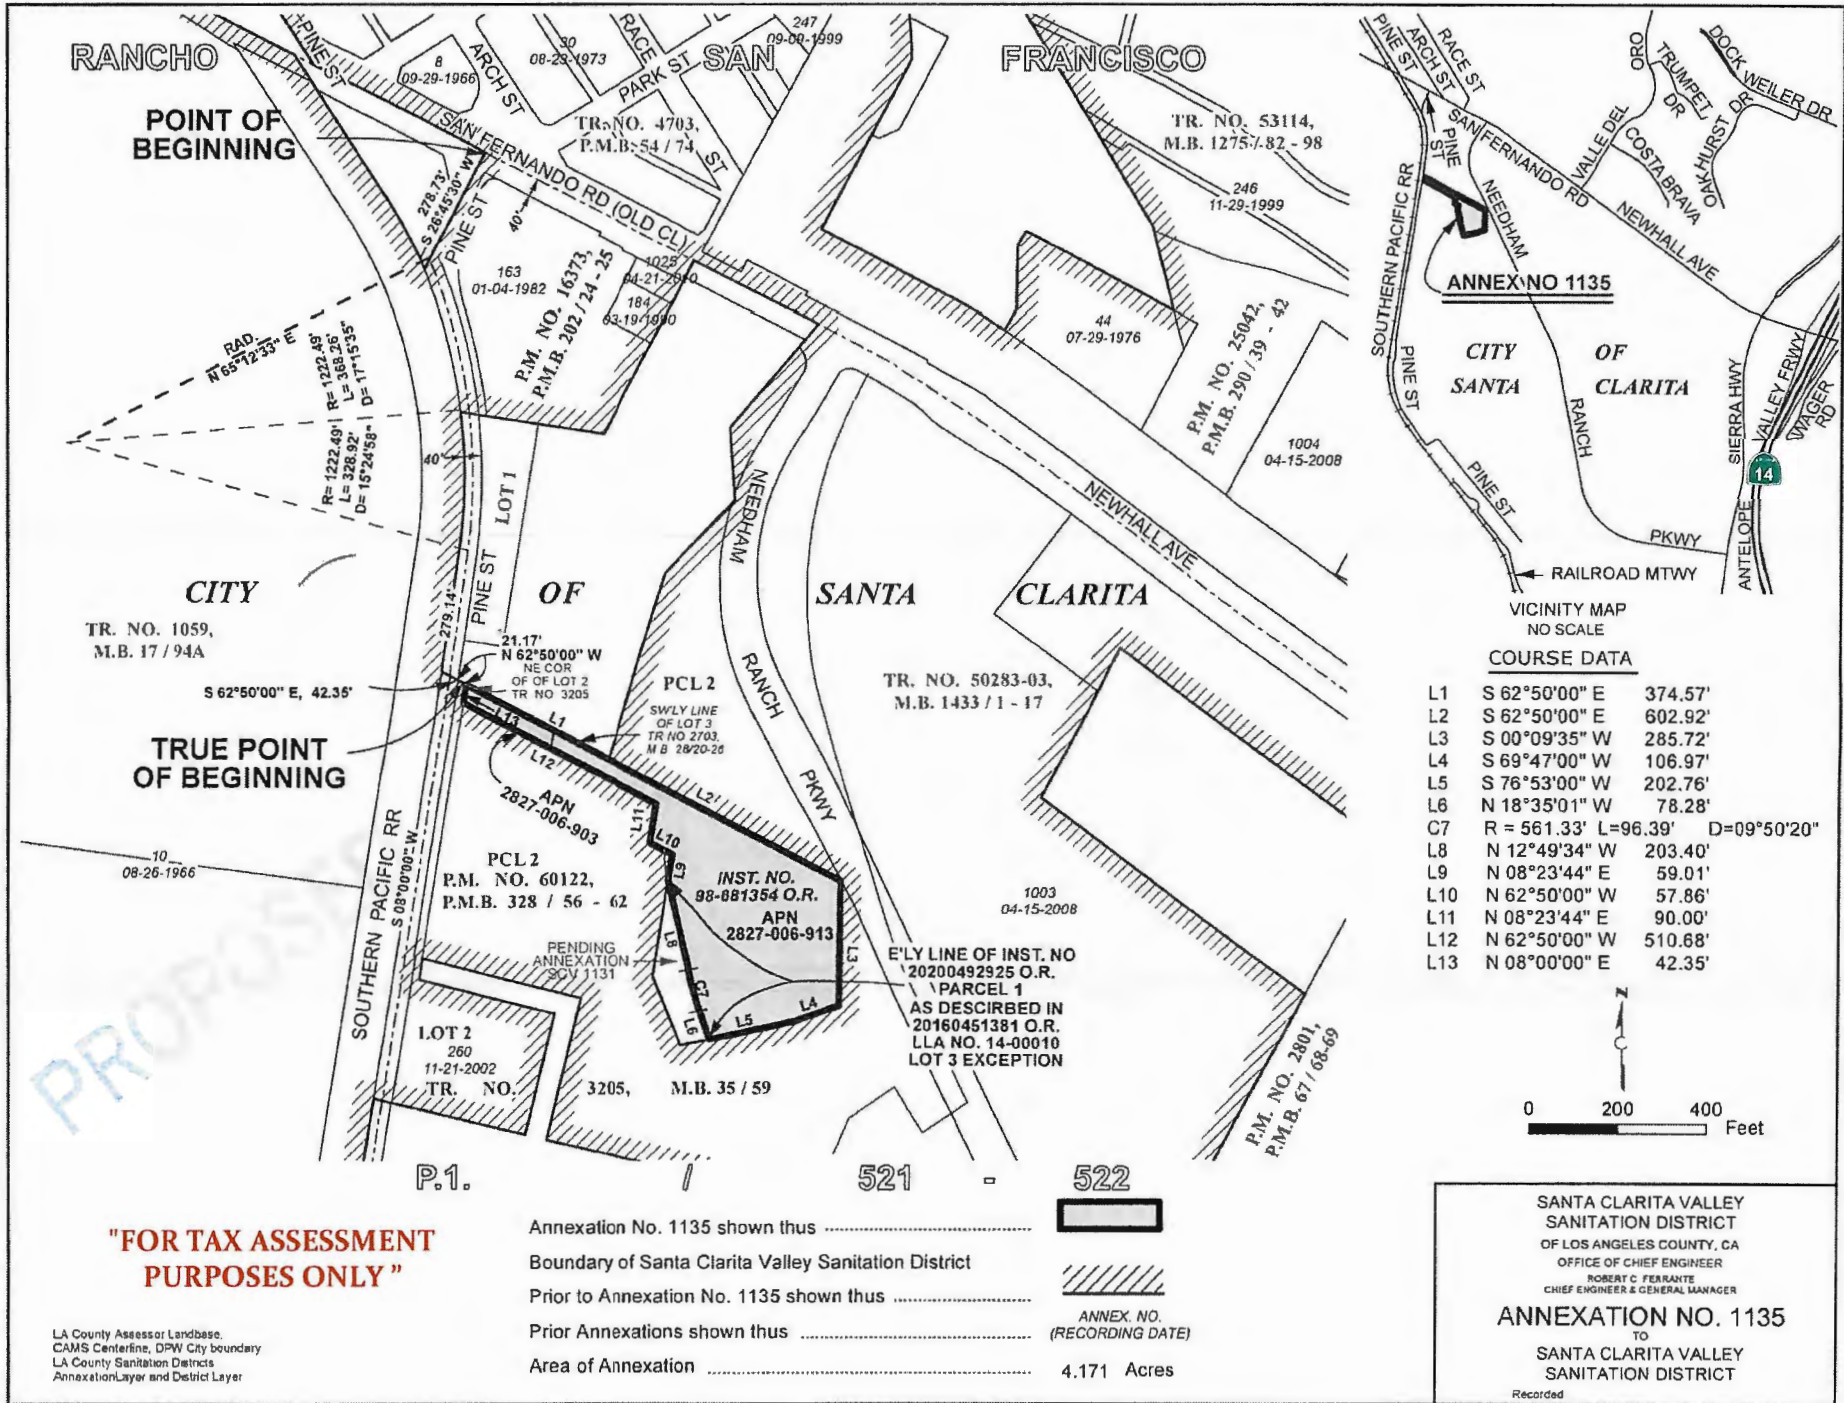 RANCHO SAN FRANCISCO
POINT OF
BEGINNING
PINE ST
8
09-29-1966
ARCH ST
30
08-23-1973
RACE
PARK ST
ST
247
09-09-1999
TR. NO. 4703,
P.M.B. 54 / 74
TR. NO. 53114,
M.B. 1275 / 82 - 98
246
11-29-1999
SAN FERNANDO RD (OLD CL)
278.73'
S 26°45'30" W
PINE ST
40'
163
01-04-1982
P.M. NO. 16373,
P.M.B. 202 / 24 - 25
1025
04-21-2010
184
03-19-1990
44
07-29-1976
P.M. NO. 25042,
P.M.B. 290 / 39 - 42
1004
04-15-2008
RAD
N 65°12'33" E
R= 1222.49'
L= 368.26'
D= 17°15'35"
R= 1222.49'
L= 328.92'
D= 15°24'58"
40'
LOT 1
PINE ST
NEEDHAM
RANCH
PKWY
NEWHALL AVE
CITY OF SANTA CLARITA
TR. NO. 1059,
M.B. 17 / 94A
279.14'
21.17'
N 62°50'00" W
NE COR
OF OF LOT 2
TR NO 3205
S 62°50'00" E, 42.35'
TRUE POINT
OF BEGINNING
PCL 2
SW'LY LINE
OF LOT 3
TR NO 2703,
M B 28/20-26
TR. NO. 50283-03,
M.B. 1433 / 1 - 17
L13
L1
L12
L2
L11
L10
L9
L8
C7
L6
L5
L4
L3
APN
2827-006-903
10
08-26-1966
SOUTHERN PACIFIC RR
S 08°00'00" W
PCL 2
P.M. NO. 60122,
P.M.B. 328 / 56 - 62
INST. NO.
98-881354 O.R.
APN
2827-006-913
1003
04-15-2008
PENDING
ANNEXATION
SCV 1131
E'LY LINE OF INST. NO
20200492925 O.R.
PARCEL 1
AS DESCIRBED IN
20160451381 O.R.
LLA NO. 14-00010
LOT 3 EXCEPTION
LOT 2
260
11-21-2002
TR. NO. 3205, M.B. 35 / 59
P.M. NO. 2801,
P.M.B. 67 / 68-69
P.1. / 521 - 522
PINE ST
ARCH ST
RACE ST
PINE ST
SAN FERNANDO RD
VALLE DEL
ORO
TRUMPET
DR
DOCK WEILER DR
COSTA BRAVA
OAK HURST DR
NEWHALL AVE
NEEDHAM
RANCH
PKWY
SOUTHERN PACIFIC RR
ANNEX NO 1135
CITY OF
SANTA CLARITA
PINE ST
PINE ST
SIERRA HWY
ANTELOPE
VALLEY FRWY
WAGER
RD
14
RAILROAD MTWY
VICINITY MAP
NO SCALE
COURSE DATA
L1 S 62°50'00" E 374.57'
L2 S 62°50'00" E 602.92'
L3 S 00°09'35" W 285.72'
L4 S 69°47'00" W 106.97'
L5 S 76°53'00" W 202.76'
L6 N 18°35'01" W 78.28'
C7 R = 561.33' L=96.39' D=09°50'20"
L8 N 12°49'34" W 203.40'
L9 N 08°23'44" E 59.01'
L10 N 62°50'00" W 57.86'
L11 N 08°23'44" E 90.00'
L12 N 62°50'00" W 510.68'
L13 N 08°00'00" E 42.35'
N
0 200 400
Feet
PROPOSED
"FOR TAX ASSESSMENT
PURPOSES ONLY "
LA County Assessor Landbase,
CAMS Centerline, DPW City boundary
LA County Sanitation Districts
AnnexationLayer and District Layer
Annexation No. 1135 shown thus
Boundary of Santa Clarita Valley Sanitation District
Prior to Annexation No. 1135 shown thus
Prior Annexations shown thus
ANNEX. NO.
(RECORDING DATE)
Area of Annexation 4.171 Acres
SANTA CLARITA VALLEY
SANITATION DISTRICT
OF LOS ANGELES COUNTY, CA
OFFICE OF CHIEF ENGINEER
ROBERT C. FERRANTE
CHIEF ENGINEER & GENERAL MANAGER
ANNEXATION NO. 1135
TO
SANTA CLARITA VALLEY
SANITATION DISTRICT
Recorded